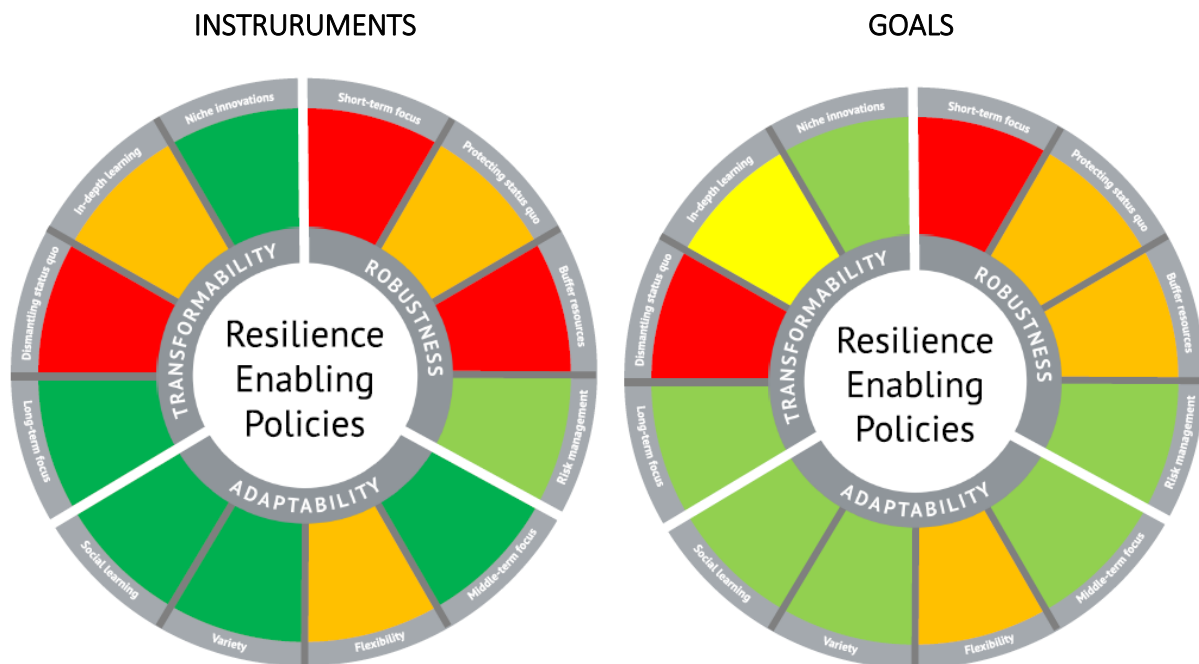 INSTRURUMENTS
GOALS
Niche innovations
Short-term focus
Protecting status quo
Buffer resources
Risk management
Middle-term focus
Flexibility
Variety
Social learning
Long-term focus
Dismantling status quo
In-depth learning
TRANSFORMABILITY
ROBUSTNESS
ADAPTABILITY
Resilience
Enabling
Policies
Niche innovations
Short-term focus
Protecting status quo
Buffer resources
Risk management
Middle-term focus
Flexibility
Variety
Social learning
Long-term focus
Dismantling status quo
In-depth learning
TRANSFORMABILITY
ROBUSTNESS
ADAPTABILITY
Resilience
Enabling
Policies